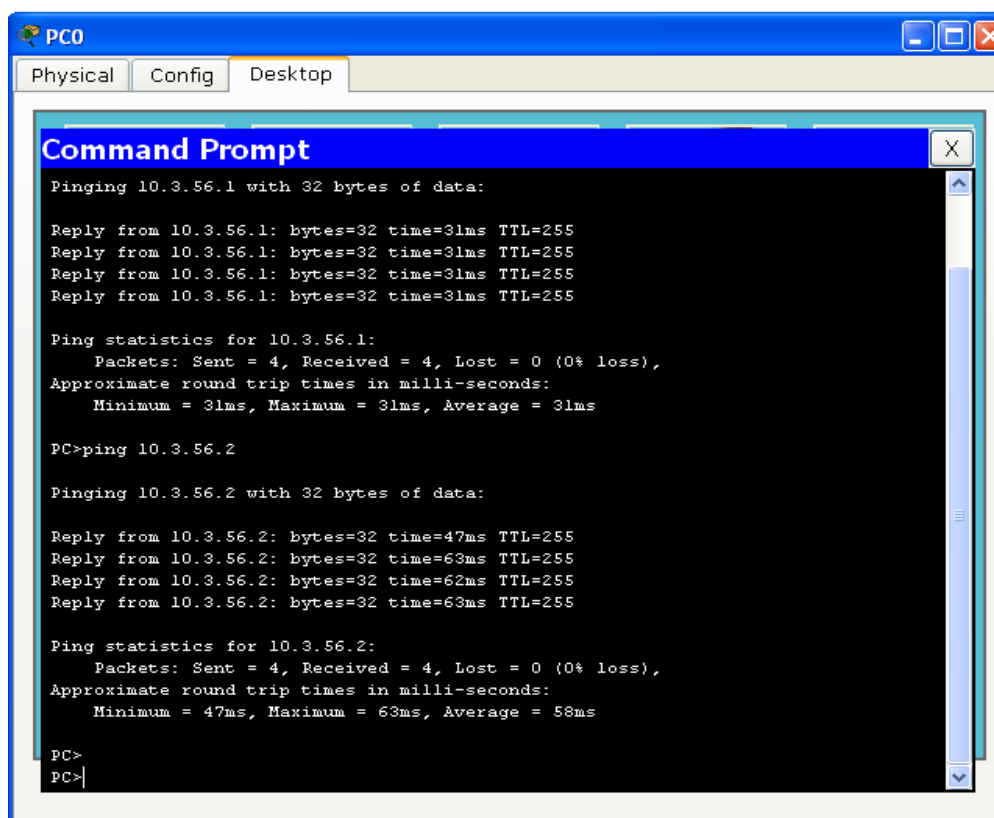 PC0
Physical Config Desktop
Command Prompt
X
Pinging 10.3.56.1 with 32 bytes of data:
Reply from 10.3.56.1: bytes=32 time=31ms TTL=255
Reply from 10.3.56.1: bytes=32 time=31ms TTL=255
Reply from 10.3.56.1: bytes=32 time=31ms TTL=255
Reply from 10.3.56.1: bytes=32 time=31ms TTL=255
Ping statistics for 10.3.56.1:
Packets: Sent = 4, Received = 4, Lost = 0 (0% loss),
Approximate round trip times in milli-seconds:
Minimum = 31ms, Maximum = 31ms, Average = 31ms
PC>ping 10.3.56.2
Pinging 10.3.56.2 with 32 bytes of data:
Reply from 10.3.56.2: bytes=32 time=47ms TTL=255
Reply from 10.3.56.2: bytes=32 time=63ms TTL=255
Reply from 10.3.56.2: bytes=32 time=62ms TTL=255
Reply from 10.3.56.2: bytes=32 time=63ms TTL=255
Ping statistics for 10.3.56.2:
Packets: Sent = 4, Received = 4, Lost = 0 (0% loss),
Approximate round trip times in milli-seconds:
Minimum = 47ms, Maximum = 63ms, Average = 58ms
PC>
PC>